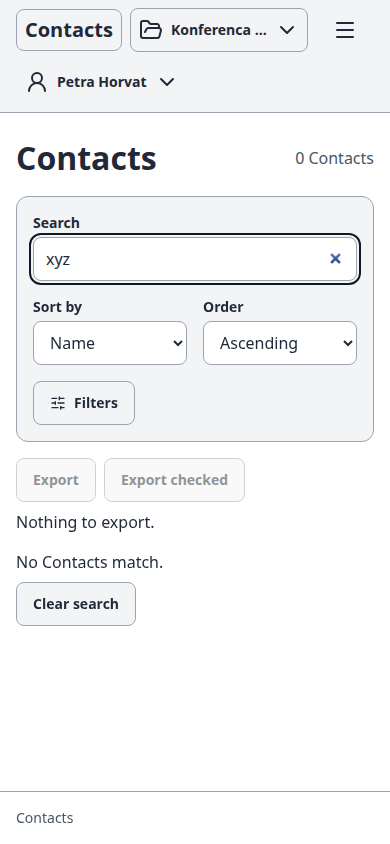 Contacts
Konferenca ...
Petra Horvat
Contacts
0 Contacts
Search
xyz
Sort by
Order
Name
Ascending
Filters
Export
Export checked
Nothing to export.
No Contacts match.
Clear search
Contacts